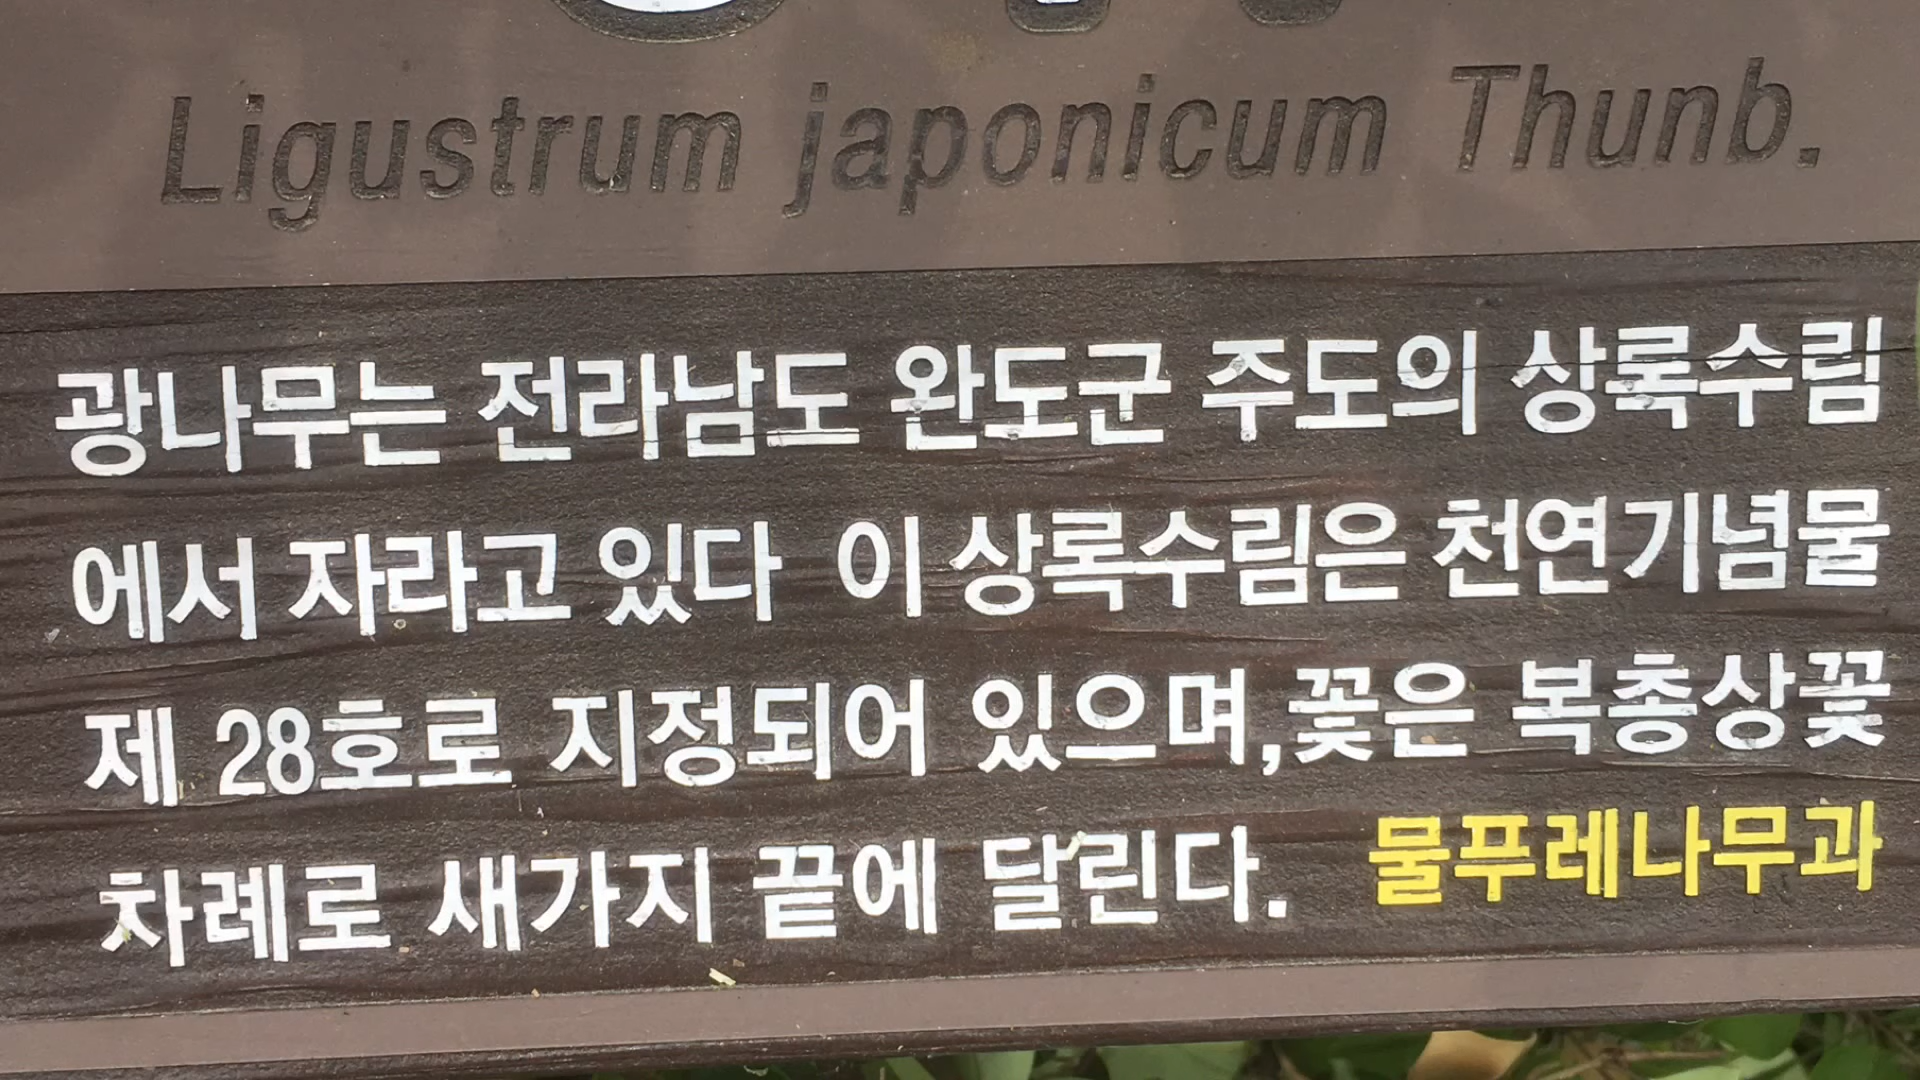 Ligustrum japonicum Thunb.
광나무는 전라남도 완도군 주도의 상록수림
에서 자라고 있다 이 상록수림은 천연기념물
제 28호로 지정되어 있으며,꽃은 복총상꽃
차례로 새가지 끝에 달린다. 물푸레나무과